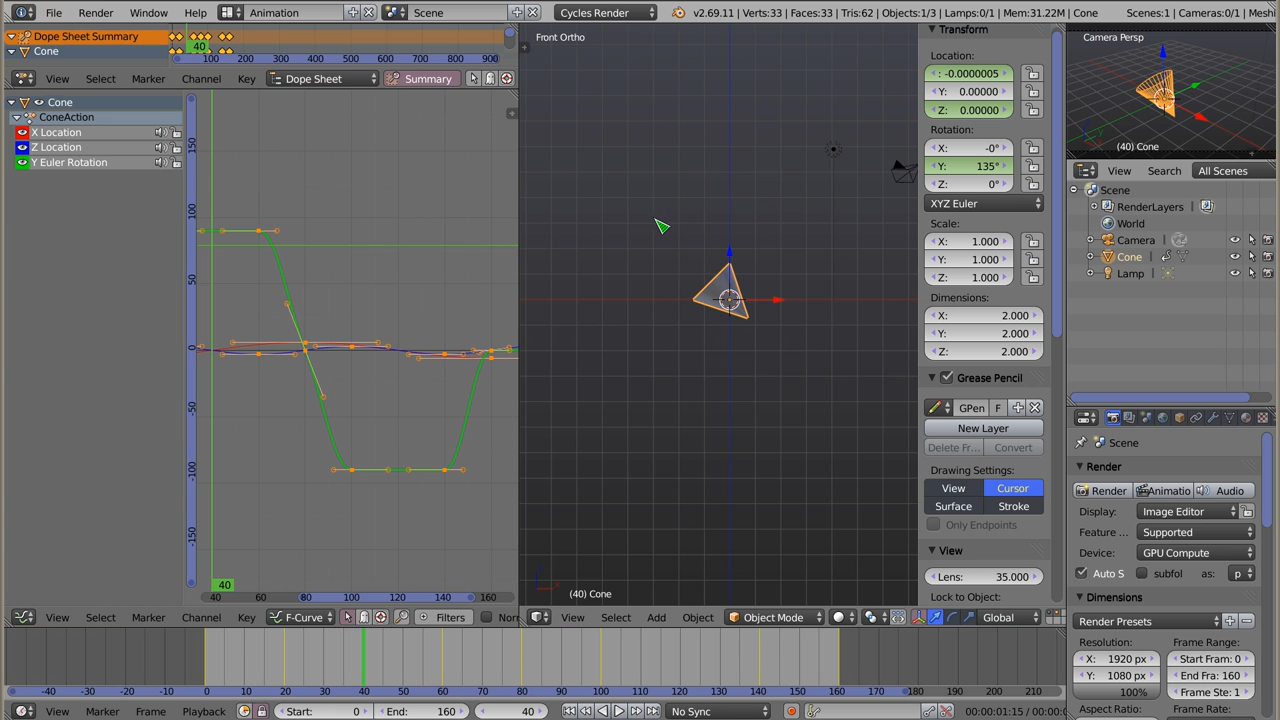 File Render Window Help Animation Scene Cycles Render v2.69.11 | Verts:33 | Faces:33 | Tris:62 | Objects:1/3 | Lamps:0/1 | Mem:31.22M | Cone Scenes:1 | Camera:0/1 | Meshi
Dope Sheet Summary
Cone
40
100 200 300 400 500 600 700 800 900
View Select Marker Channel Key Dope Sheet Summary
Cone
ConeAction
X Location
Z Location
Y Euler Rotation
150
100
50
0
-50
-100
-150
40
40 60 80 100 120 140 160
View Select Marker Channel Key F-Curve Filters Norr
Front Ortho
(40) Cone
View Select Add Object Object Mode Global
Transform
Location:
: -0.0000005
Y: 0.00000
Z: 0.00000
Rotation:
X: -0°
Y: 135°
Z: 0°
XYZ Euler
Scale:
X: 1.000
Y: 1.000
Z: 1.000
Dimensions:
X: 2.000
Y: 2.000
Z: 2.000
Grease Pencil
GPen F
New Layer
Delete Fr... Convert
Drawing Settings:
View Cursor
Surface Stroke
Only Endpoints
View
Lens: 35.000
Lock to Object:
Camera Persp
(40) Cone
View Search All Scenes
Scene
RenderLayers
World
Camera
Cone
Lamp
Scene
Render
Render Animatio Audio
Display: Image Editor
Feature ... Supported
Device: GPU Compute
Auto S subfol as: p
Dimensions
Render Presets
Resolution: Frame Range:
X: 1920 px Start Fram: 0
Y: 1080 px End Fra: 160
100% Frame Ste: 1
Aspect Ratio: Frame Rate:
-40 -30 -20 -10 0 10 20 30 40 50 60 70 80 90 100 110 120 130 140 150 160 170 180 190 200 210
View Marker Frame Playback Start: 0 End: 160 40 No Sync 00:00:01:15 / 00:00:0